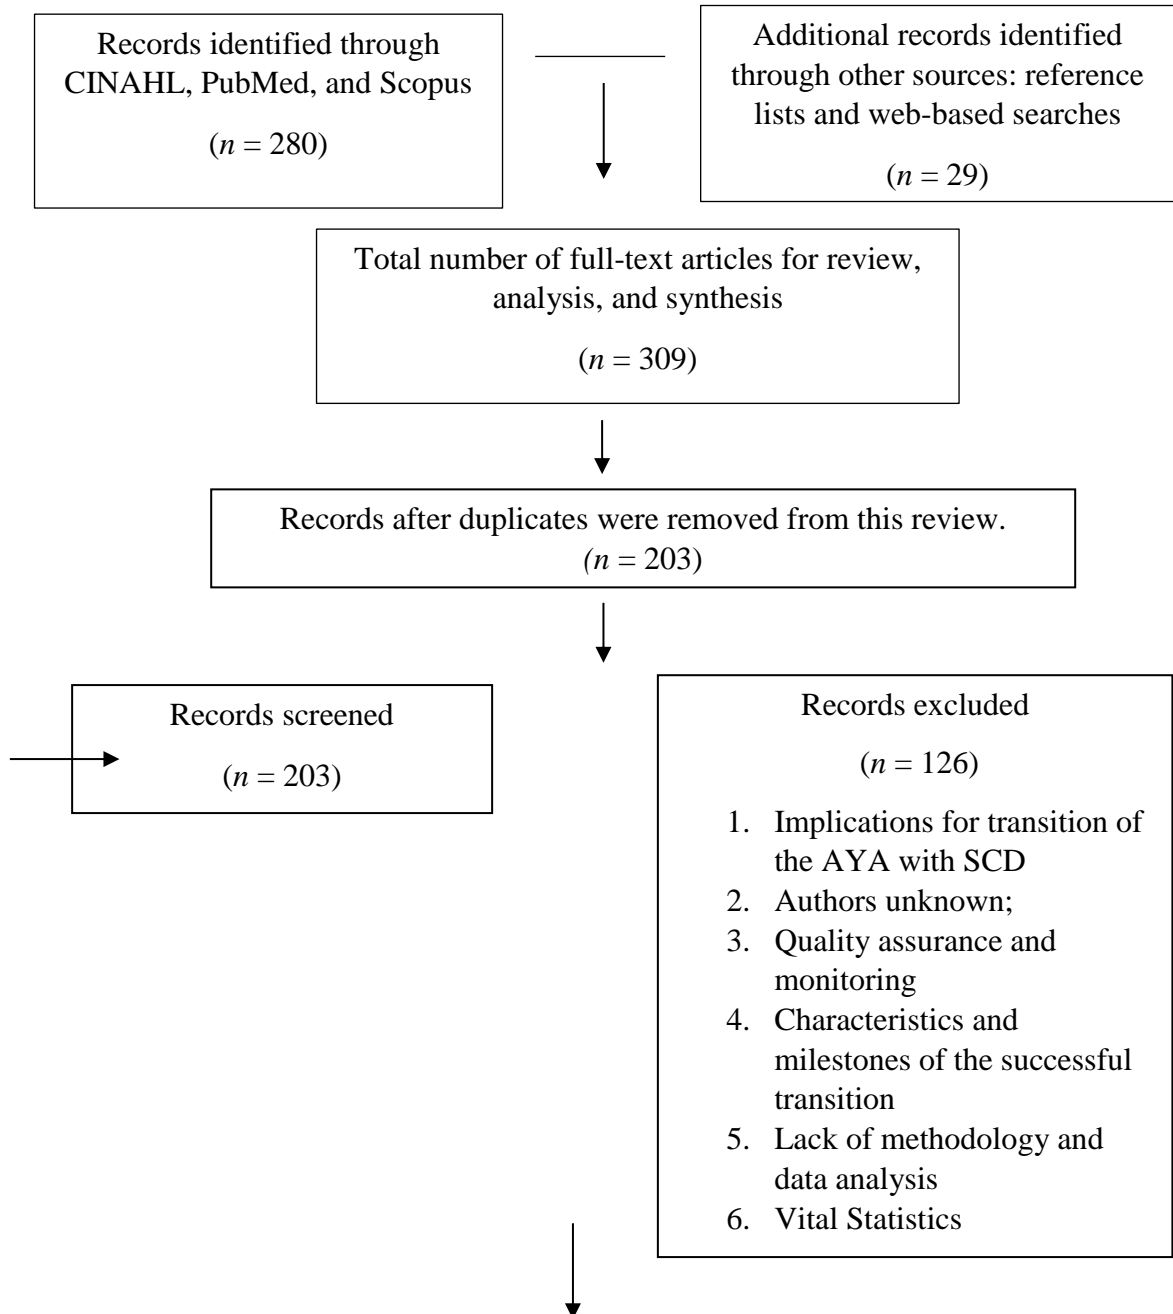 Records identified through
CINAHL, PubMed, and Scopus
(n = 280)
Additional records identified
through other sources: reference
lists and web-based searches
(n = 29)
Total number of full-text articles for review,
analysis, and synthesis
(n = 309)
Records after duplicates were removed from this review.
(n = 203)
Records screened
(n = 203)
Records excluded
(n = 126)
1. Implications for transition of
the AYA with SCD
2. Authors unknown;
3. Quality assurance and
monitoring
4. Characteristics and
milestones of the successful
transition
5. Lack of methodology and
data analysis
6. Vital Statistics